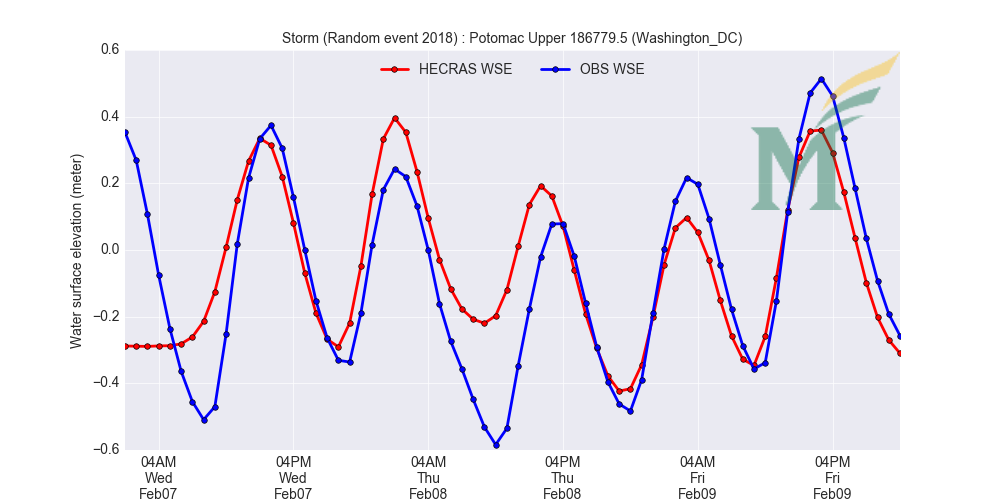 Storm (Random event 2018) : Potomac Upper 186779.5 (Washington_DC)
HECRAS WSE
OBS WSE
M
Water surface elevation (meter)
0.6
0.4
0.2
0.0
−0.2
−0.4
−0.6
04AM 04PM 04AM 04PM 04AM 04PM
Wed Wed Thu Thu Fri Fri
Feb07 Feb07 Feb08 Feb08 Feb09 Feb09